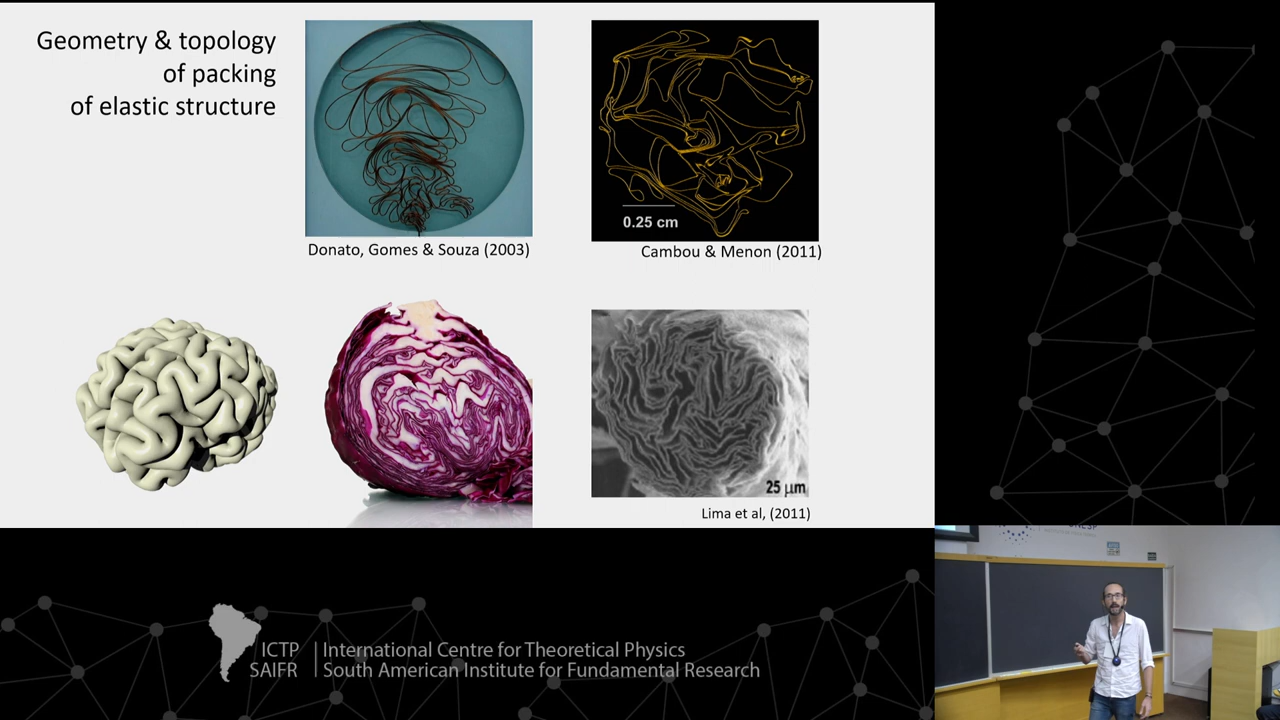 Geometry & topology
of packing
of elastic structure
0.25 cm
Donato, Gomes & Souza (2003)
Cambou & Menon (2011)
25 μm
Lima et al, (2011)
ICTP
SAIFR
International Centre for Theoretical Physics
South American Institute for Fundamental Research